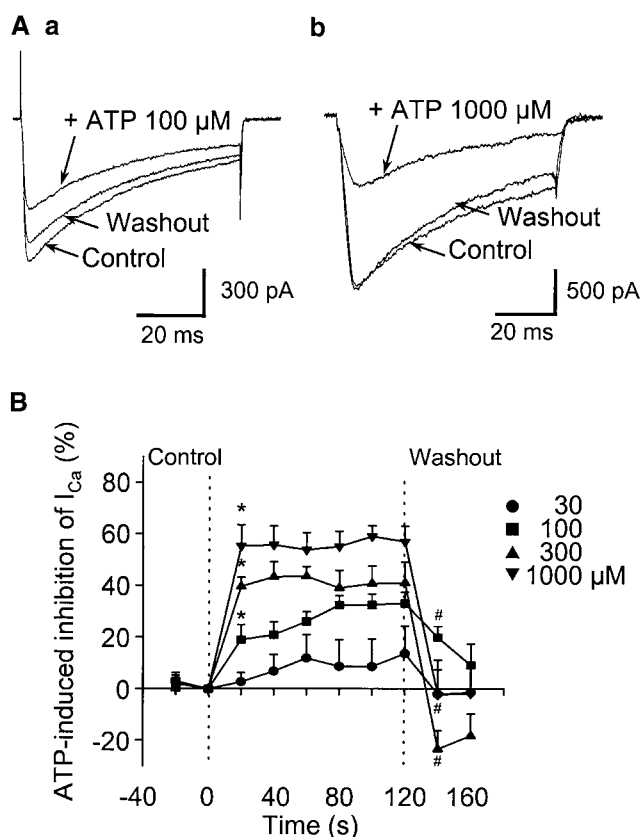 A a
b
+ ATP 100 µM
+ ATP 1000 µM
Washout
Control
Washout
Control
300 pA
20 ms
500 pA
20 ms
B
ATP-induced inhibition of I_Ca (%)
Control
Washout
80
60
40
20
0
-20
*
*
*
#
#
#
30
100
300
1000 µM
-40 0 40 80 120 160
Time (s)